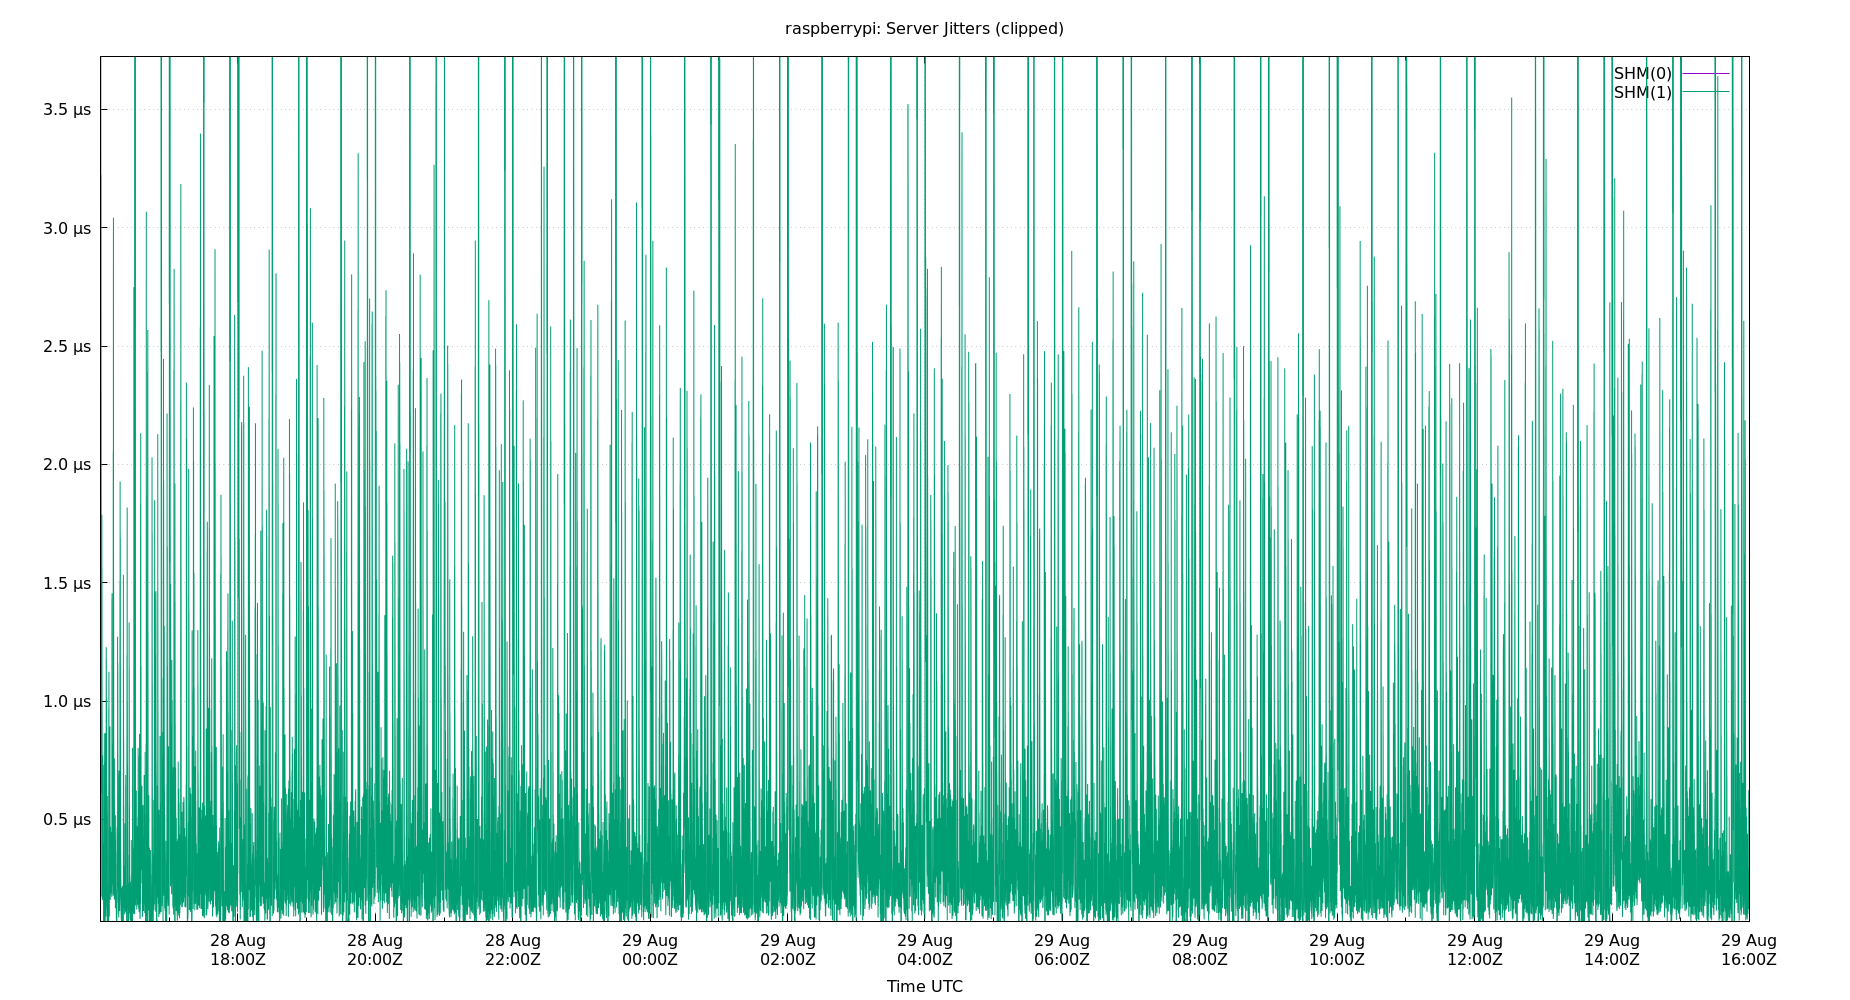 raspberrypi: Server Jitters (clipped)
SHM(0)
SHM(1)
3.5 µs
3.0 µs
2.5 µs
2.0 µs
1.5 µs
1.0 µs
0.5 µs
28 Aug 28 Aug 28 Aug 29 Aug 29 Aug 29 Aug 29 Aug 29 Aug 29 Aug 29 Aug 29 Aug 29 Aug
18:00Z 20:00Z 22:00Z 00:00Z 02:00Z 04:00Z 06:00Z 08:00Z 10:00Z 12:00Z 14:00Z 16:00Z
Time UTC